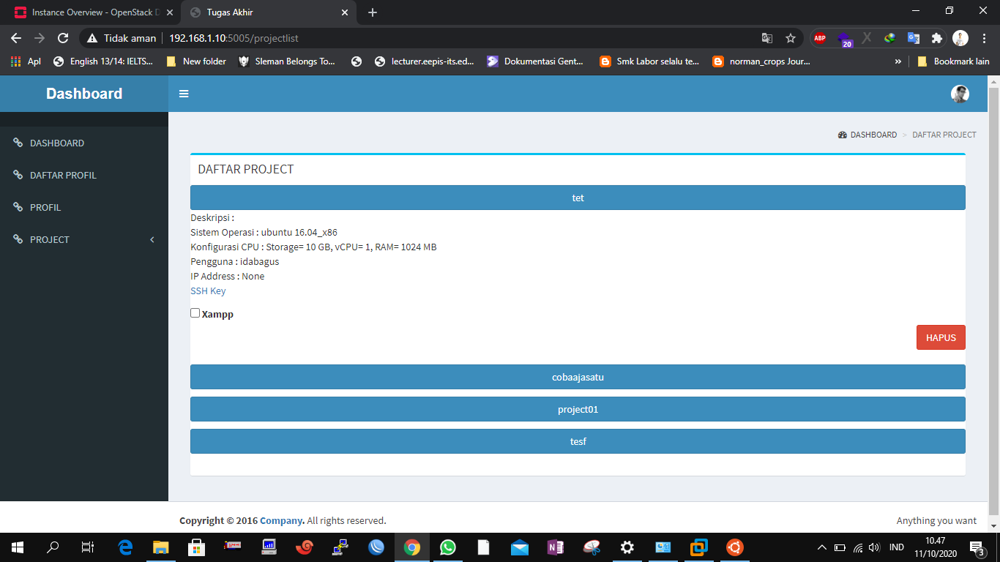 Instance Overview - OpenStack D
Tugas Akhir
Tidak aman
192.168.1.10:5005/projectlist
ABP
20
Apl
English 13/14: IELTS...
New folder
Sleman Belongs To...
lecturer.eepis-its.ed...
Dokumentasi Gent...
Smk Labor selalu te...
norman_crops Jour...
»
Bookmark lain
Dashboard
DASHBOARD > DAFTAR PROJECT
DASHBOARD
DAFTAR PROFIL
PROFIL
PROJECT
DAFTAR PROJECT
tet
Deskripsi :
Sistem Operasi : ubuntu 16.04_x86
Konfigurasi CPU : Storage= 10 GB, vCPU= 1, RAM= 1024 MB
Pengguna : idabagus
IP Address : None
SSH Key
Xampp
HAPUS
cobaajasatu
project01
tesf
Copyright © 2016 Company. All rights reserved.
Anything you want
IND
10.47
11/10/2020
3